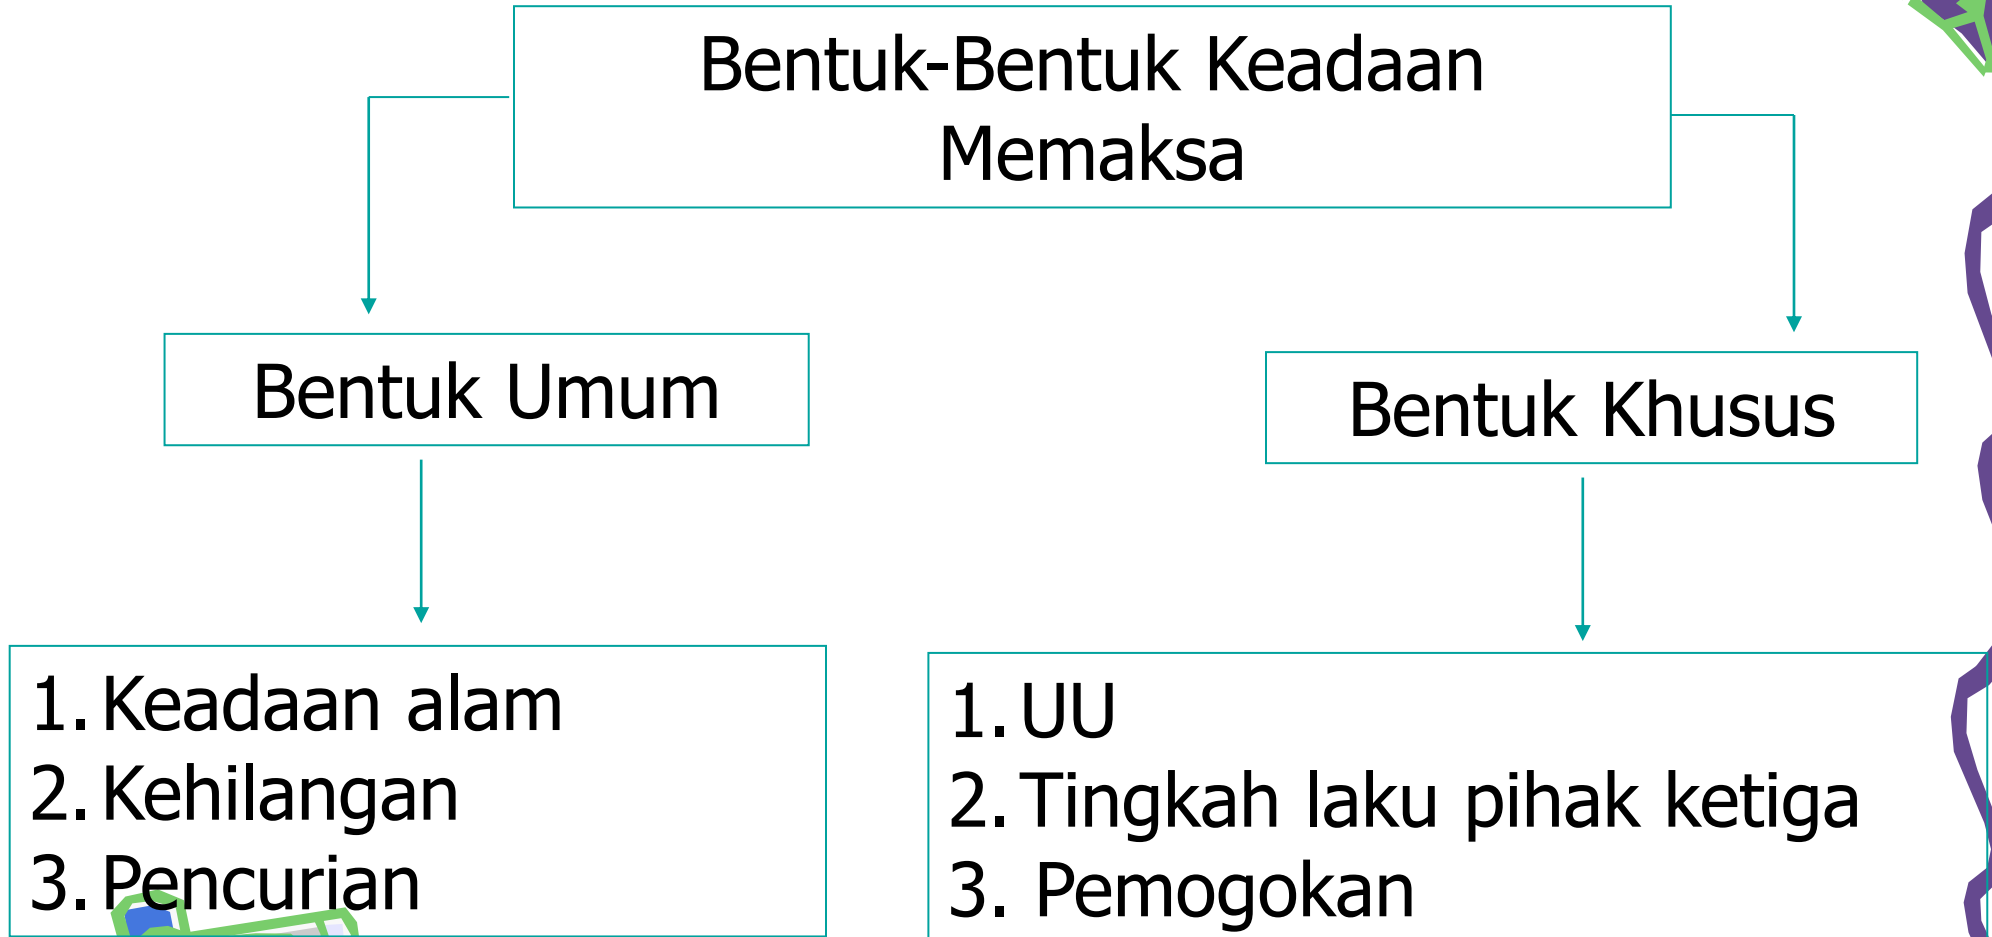 Bentuk-Bentuk Keadaan
Memaksa
Bentuk Umum
Bentuk Khusus
1. Keadaan alam
2. Kehilangan
3. Pencurian
1. UU
2. Tingkah laku pihak ketiga
3. Pemogokan